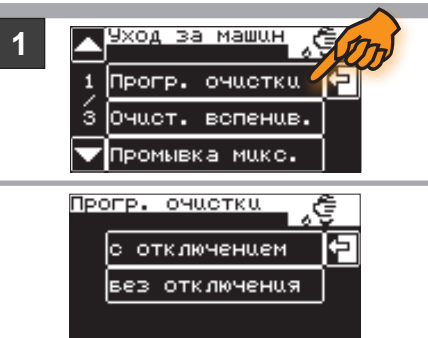 1
Уход за машин
1/3
Прогр. очистки
Очист. вспенив.
Промывка микс.
Прогр. очистки
с отключением
без отключения